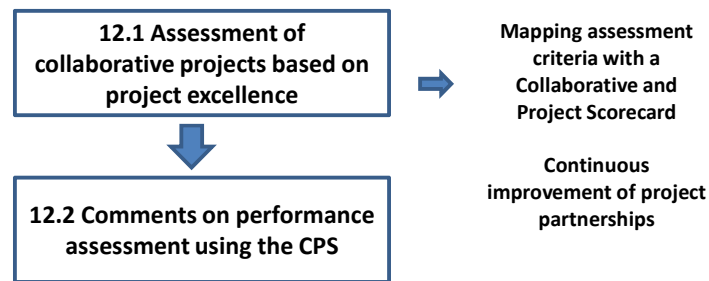 12.1 Assessment of
collaborative projects based on
project excellence
Mapping assessment
criteria with a
Collaborative and
Project Scorecard
Continuous
improvement of project
partnerships
12.2 Comments on performance
assessment using the CPS